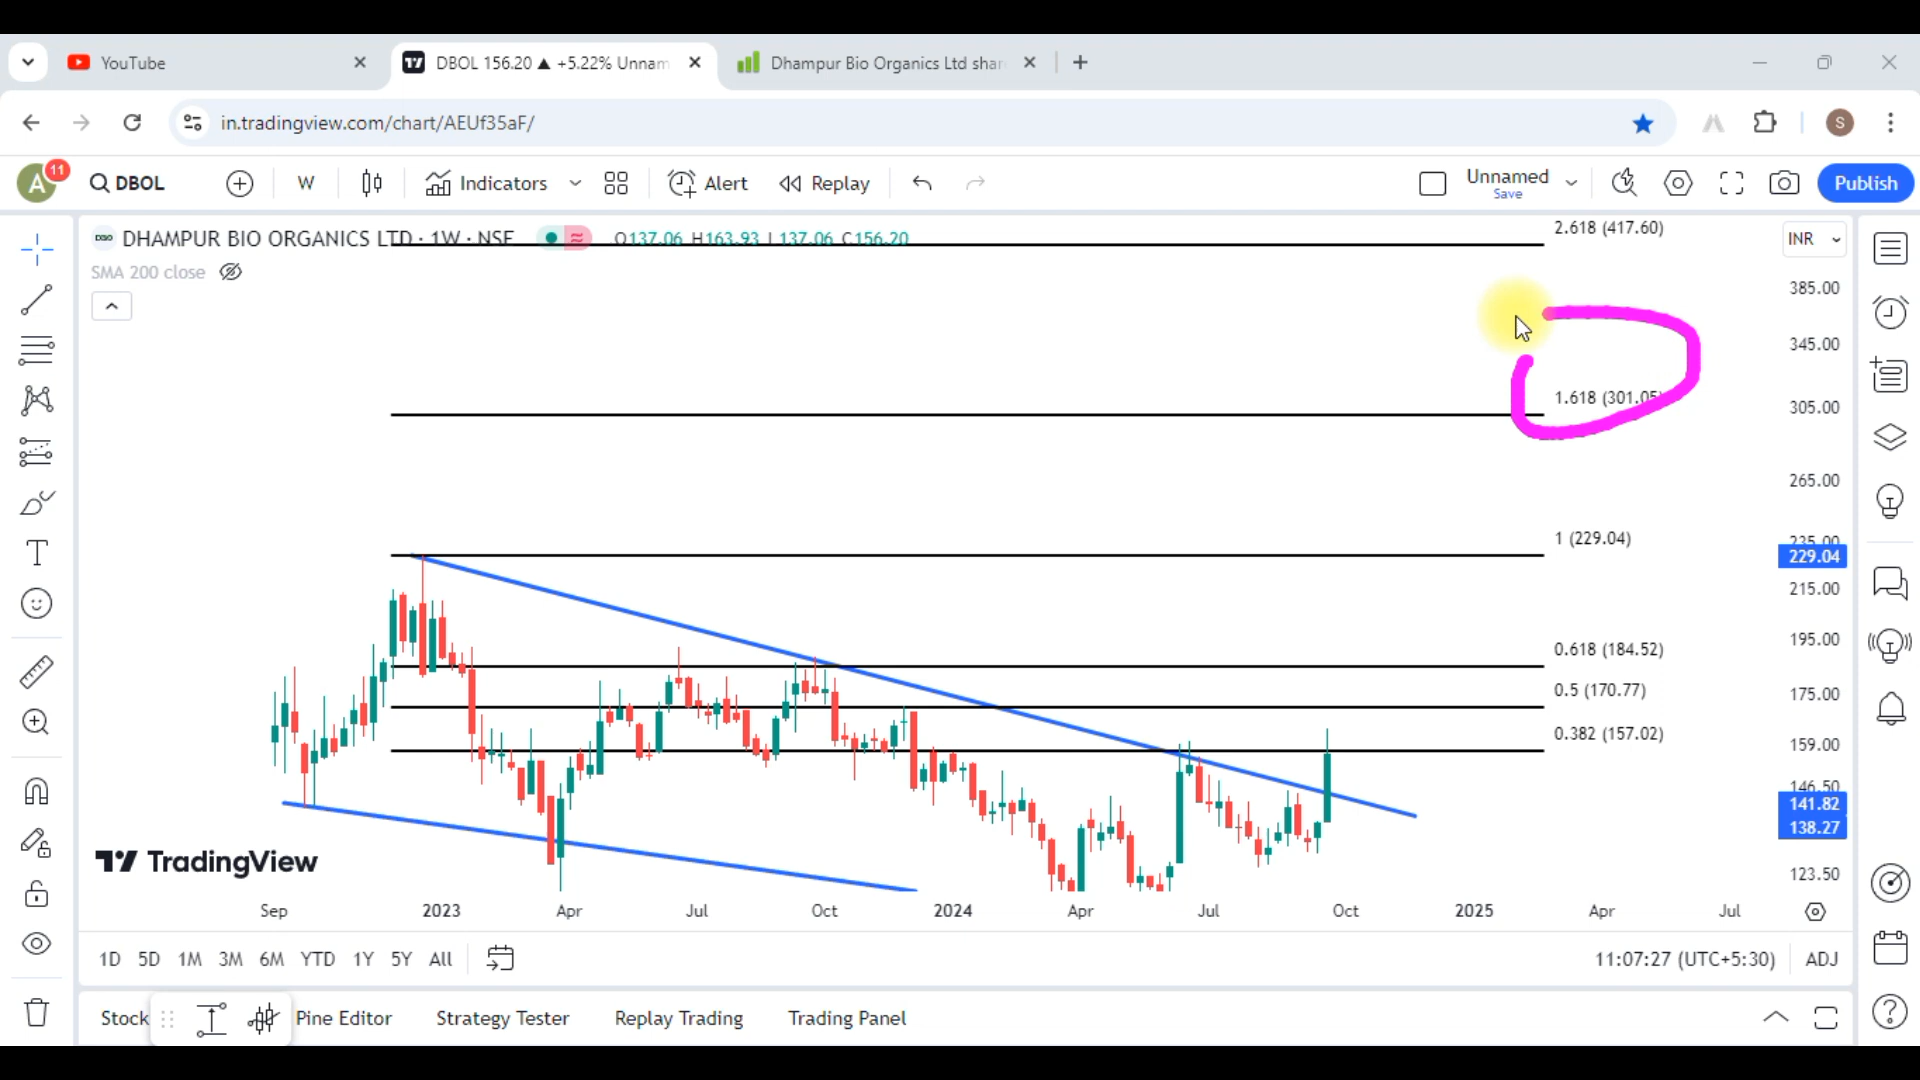 YouTube
DBOL 156.20 ▲ +5.22% Unnam
Dhampur Bio Organics Ltd shar
in.tradingview.com/chart/AEUf35aF/
S
A 11 DBOL W Indicators Alert Replay Unnamed Save Publish
DHAMPUR BIO ORGANICS LTD · 1W · NSE O137.06 H163.93 L137.06 C156.20
SMA 200 close
INR
2.618 (417.60)
385.00
345.00
1.618 (301.05)
305.00
265.00
1 (229.04)
235.00
229.04
215.00
0.618 (184.52)
195.00
0.5 (170.77)
175.00
0.382 (157.02)
159.00
146.50
141.82
138.27
123.50
TradingView
Sep 2023 Apr Jul Oct 2024 Apr Jul Oct 2025 Apr Jul
1D 5D 1M 3M 6M YTD 1Y 5Y All 11:07:27 (UTC+5:30) ADJ
Stock Pine Editor Strategy Tester Replay Trading Trading Panel